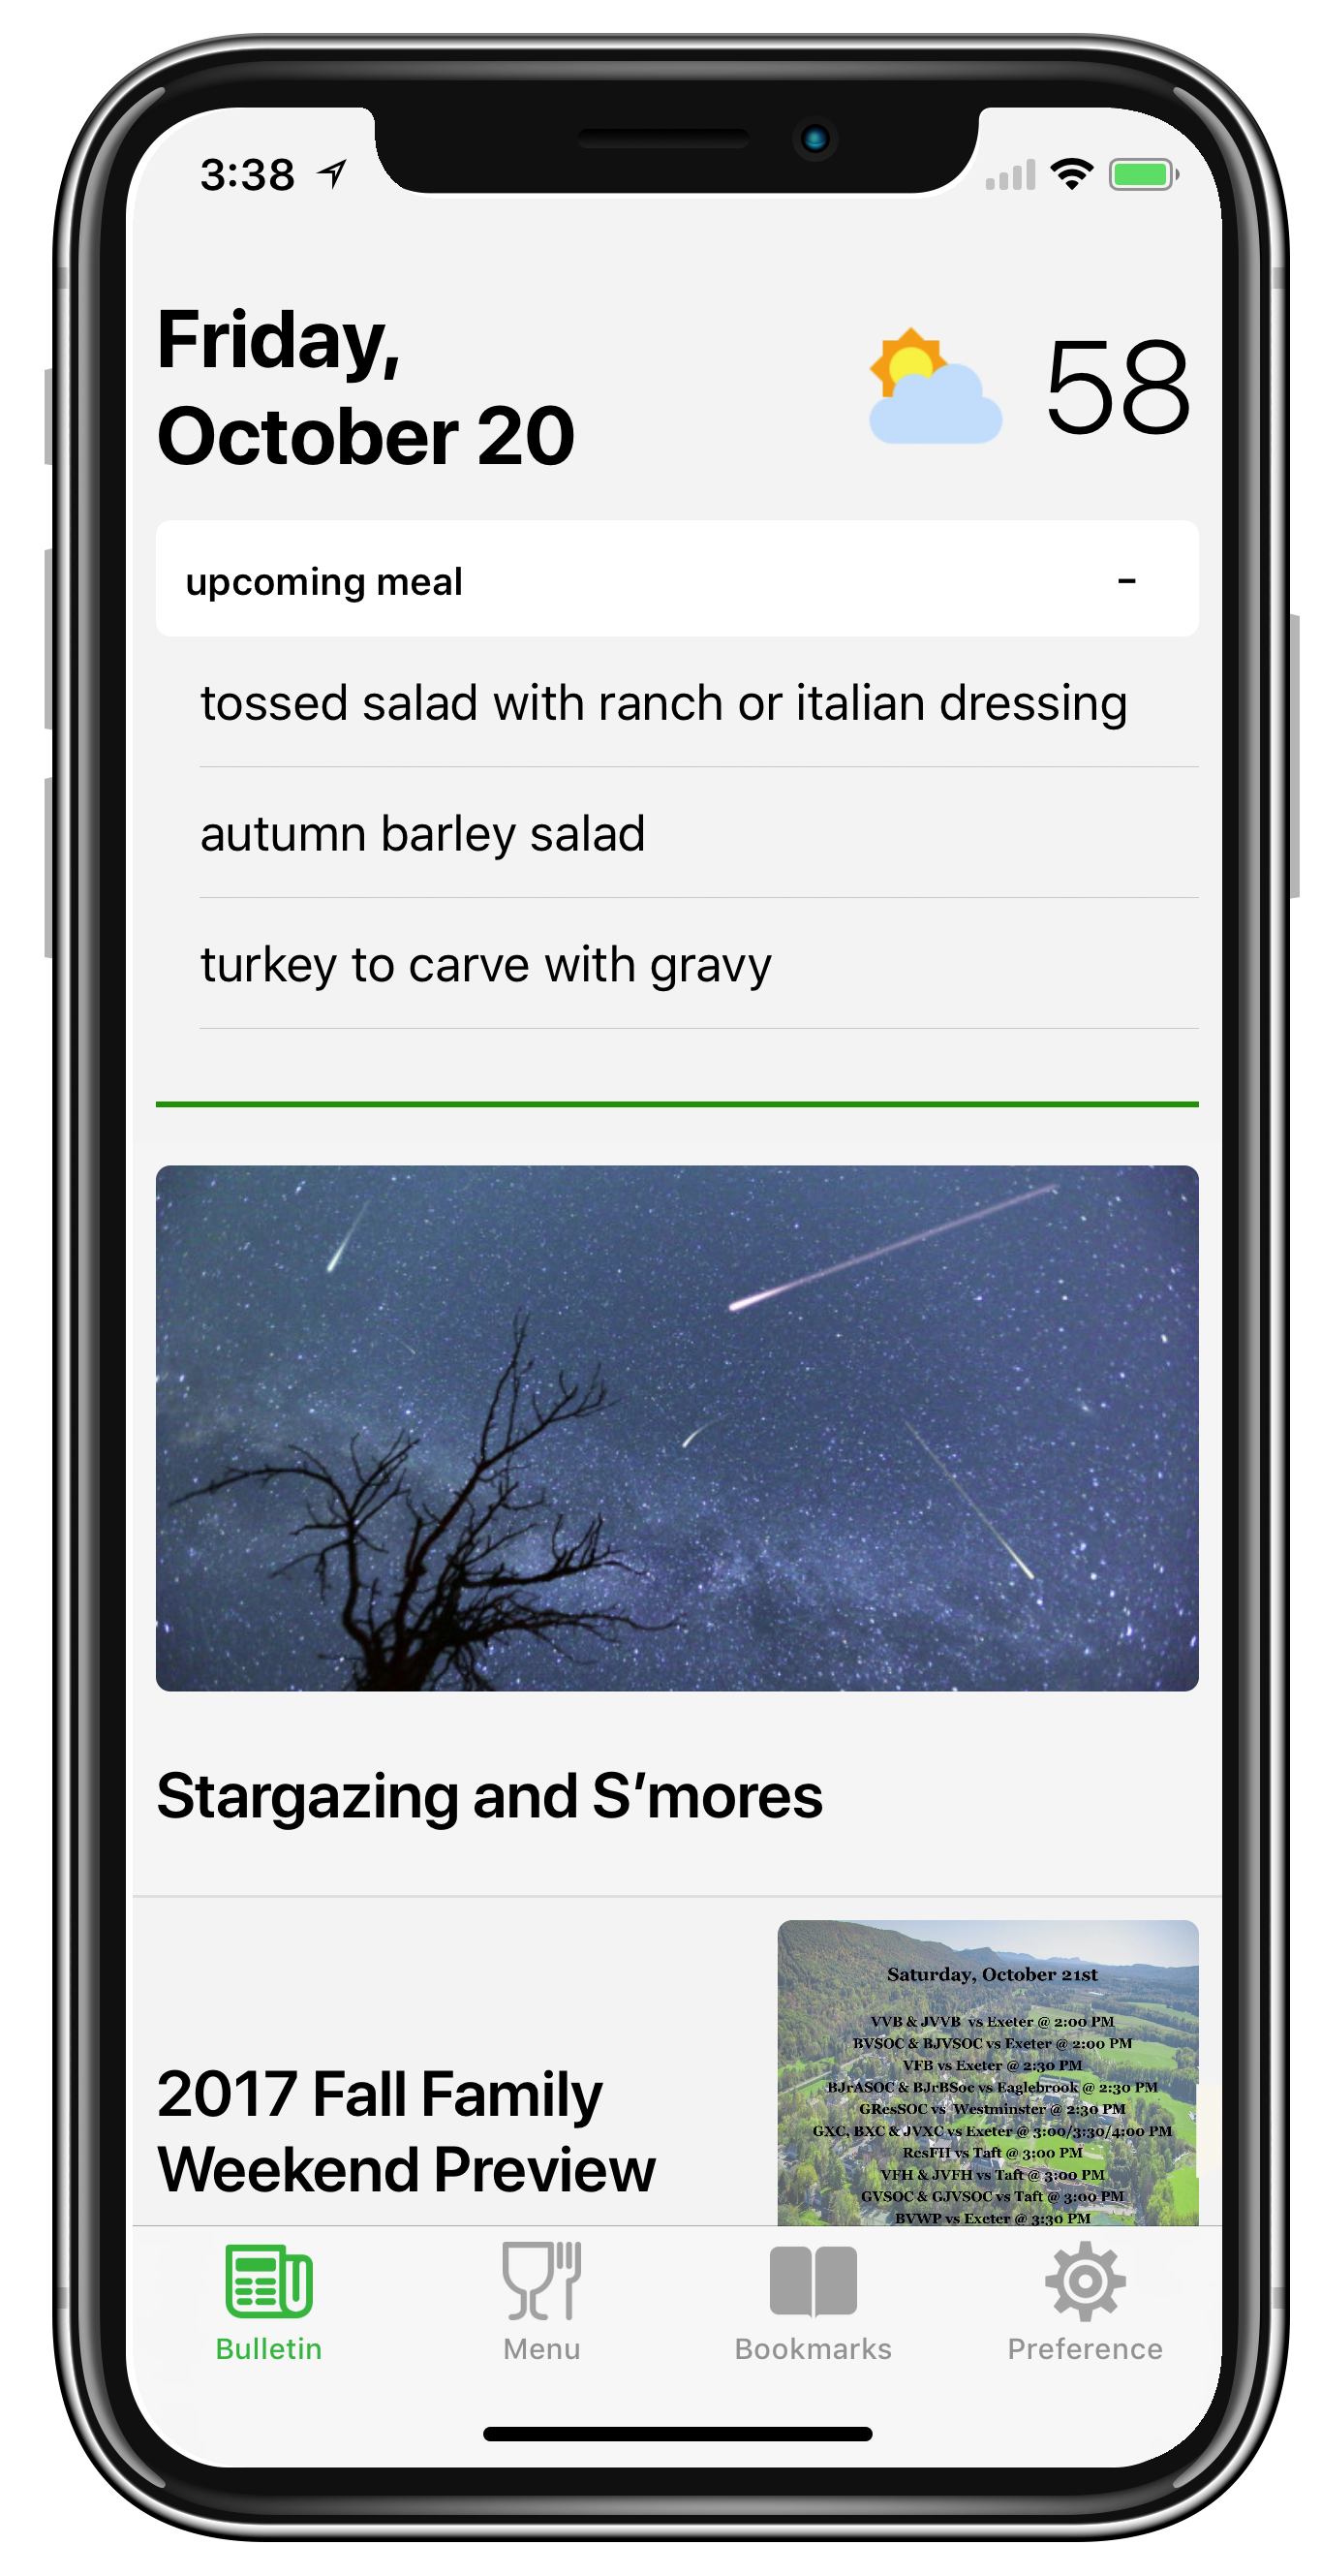 3:38
Friday,
October 20
58
upcoming meal
-
tossed salad with ranch or italian dressing
autumn barley salad
turkey to carve with gravy
Stargazing and S’mores
2017 Fall Family
Weekend Preview
Saturday, October 21st
VVB & JVVB vs Exeter @ 2:00 PM
BVSOC & BJVSOC vs Exeter @ 2:00 PM
VFB vs Exeter @ 2:30 PM
BJrASOC & BJrBSoc vs Eaglebrook @ 2:30 PM
GResSOC vs Westminster @ 2:30 PM
GXC, BXC & JVXC vs Exeter @ 3:00/3:30/4:00 PM
ResFH vs Taft @ 3:00 PM
VFH & JVFH vs Taft @ 3:00 PM
GVSOC & GJVSOC vs Taft @ 3:00 PM
BVWP vs Exeter @ 3:30 PM
Bulletin
Menu
Bookmarks
Preference